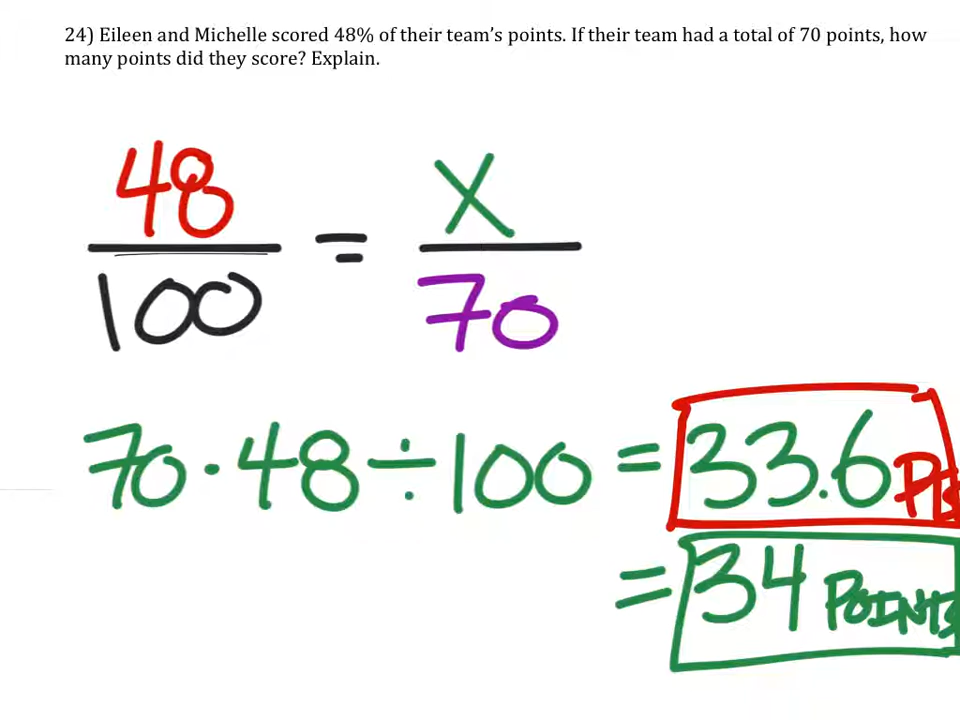 24) Eileen and Michelle scored 48% of their team's points. If their team had a total of 70 points, how
many points did they score? Explain.
48/100 = X/70
70 · 48 ÷ 100 = 33.6 PTS
= 34 POINTS